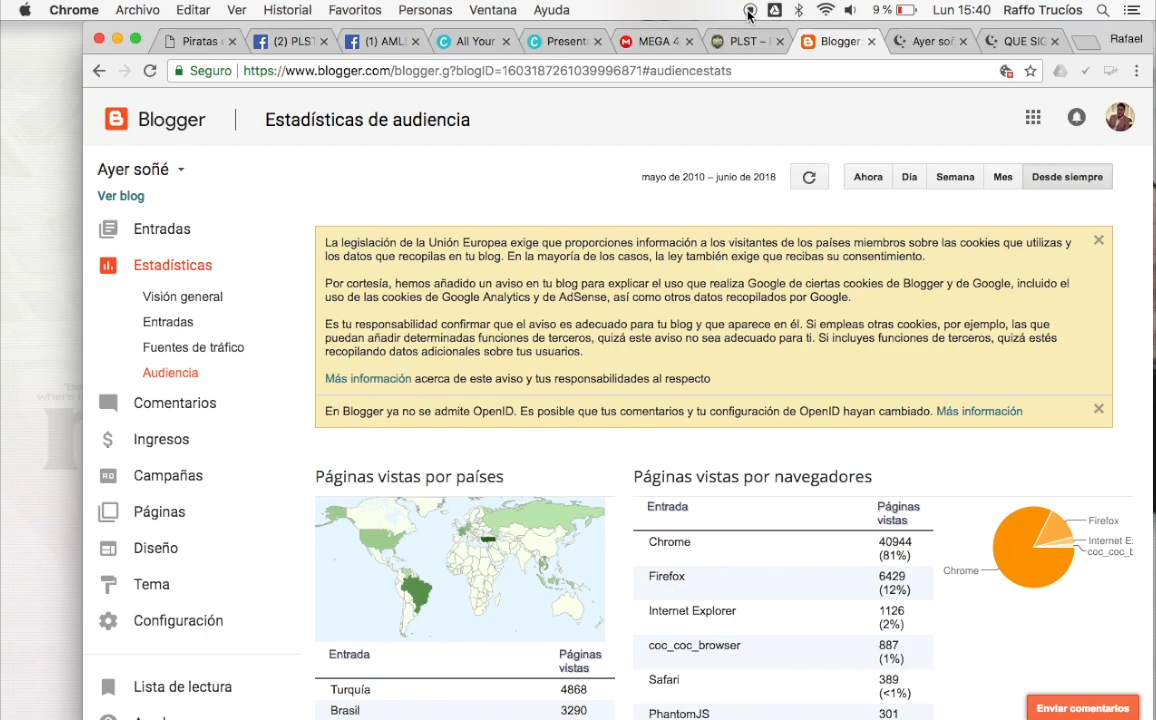 Chrome Archivo Editar Ver Historial Favoritos Personas Ventana Ayuda 9 % Lun 15:40 Raffo Trucíos
Piratas (2) PLST (1) AMLS All Your Present MEGA 4 PLST – Blogger: Ayer soñ QUE SIG Rafael
Seguro https://www.blogger.com/blogger.g?blogID=1603187261039996871#audiencestats
Blogger Estadísticas de audiencia
Ayer soñé
mayo de 2010 – junio de 2018 Ahora Día Semana Mes Desde siempre
Ver blog
Entradas
Estadísticas
Visión general
Entradas
Fuentes de tráfico
Audiencia
Comentarios
Ingresos
Campañas
Páginas
Diseño
Tema
Configuración
Lista de lectura
La legislación de la Unión Europea exige que proporciones información a los visitantes de los países miembros sobre las cookies que utilizas y
los datos que recopilas en tu blog. En la mayoría de los casos, la ley también exige que recibas su consentimiento.
Por cortesía, hemos añadido un aviso en tu blog para explicar el uso que realiza Google de ciertas cookies de Blogger y de Google, incluido el
uso de las cookies de Google Analytics y de AdSense, así como otros datos recopilados por Google.
Es tu responsabilidad confirmar que el aviso es adecuado para tu blog y que aparece en él. Si empleas otras cookies, por ejemplo, las que
puedan añadir determinadas funciones de terceros, quizá este aviso no sea adecuado para ti. Si incluyes funciones de terceros, quizá estés
recopilando datos adicionales sobre tus usuarios.
Más información acerca de este aviso y tus responsabilidades al respecto
En Blogger ya no se admite OpenID. Es posible que tus comentarios y tu configuración de OpenID hayan cambiado. Más información
Páginas vistas por países
Entrada Páginas
vistas
Turquía 4868
Brasil 3290
Páginas vistas por navegadores
Entrada Páginas
vistas
Chrome 40944
(81%)
Firefox 6429
(12%)
Internet Explorer 1126
(2%)
coc_coc_browser 887
(1%)
Safari 389
(<1%)
PhantomJS 301
Firefox
Internet E:
coc_coc_b
Chrome
Enviar comentarios